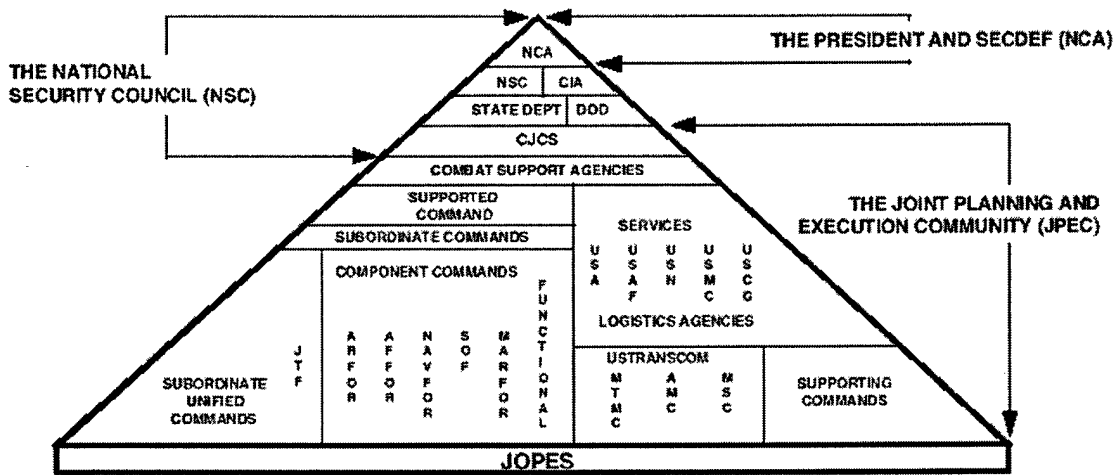 NCA
THE PRESIDENT AND SECDEF (NCA)
THE NATIONAL
SECURITY COUNCIL (NSC)
NSC
CIA
STATE DEPT
DOD
CJCS
COMBAT SUPPORT AGENCIES
SUPPORTED
COMMAND
SUBORDINATE COMMANDS
THE JOINT PLANNING AND
EXECUTION COMMUNITY (JPEC)
SERVICES
USA
USAF
USN
USMC
USCG
LOGISTICS AGENCIES
COMPONENT COMMANDS
JTF
ARFOR
AFFOR
NAVFOR
SOF
MARFOR
FUNCTIONAL
SUBORDINATE
UNIFIED
COMMANDS
USTRANSCOM
MTMC
AMC
MSC
SUPPORTING
COMMANDS
JOPES